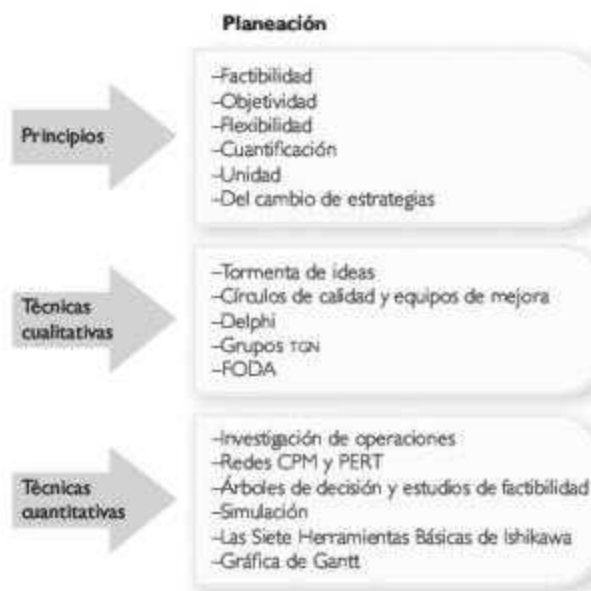 Planeación
Principios
–Factibilidad
–Objetividad
–Flexibilidad
–Cuantificación
–Unidad
–Del cambio de estrategias
Técnicas
cualitativas
–Tormenta de ideas
–Círculos de calidad y equipos de mejora
–Delphi
–Grupos TGN
–FODA
Técnicas
cuantitativas
–Investigación de operaciones
–Redes CPM y PERT
–Árboles de decisión y estudios de factibilidad
–Simulación
–Las Siete Herramientas Básicas de Ishikawa
–Gráfica de Gantt